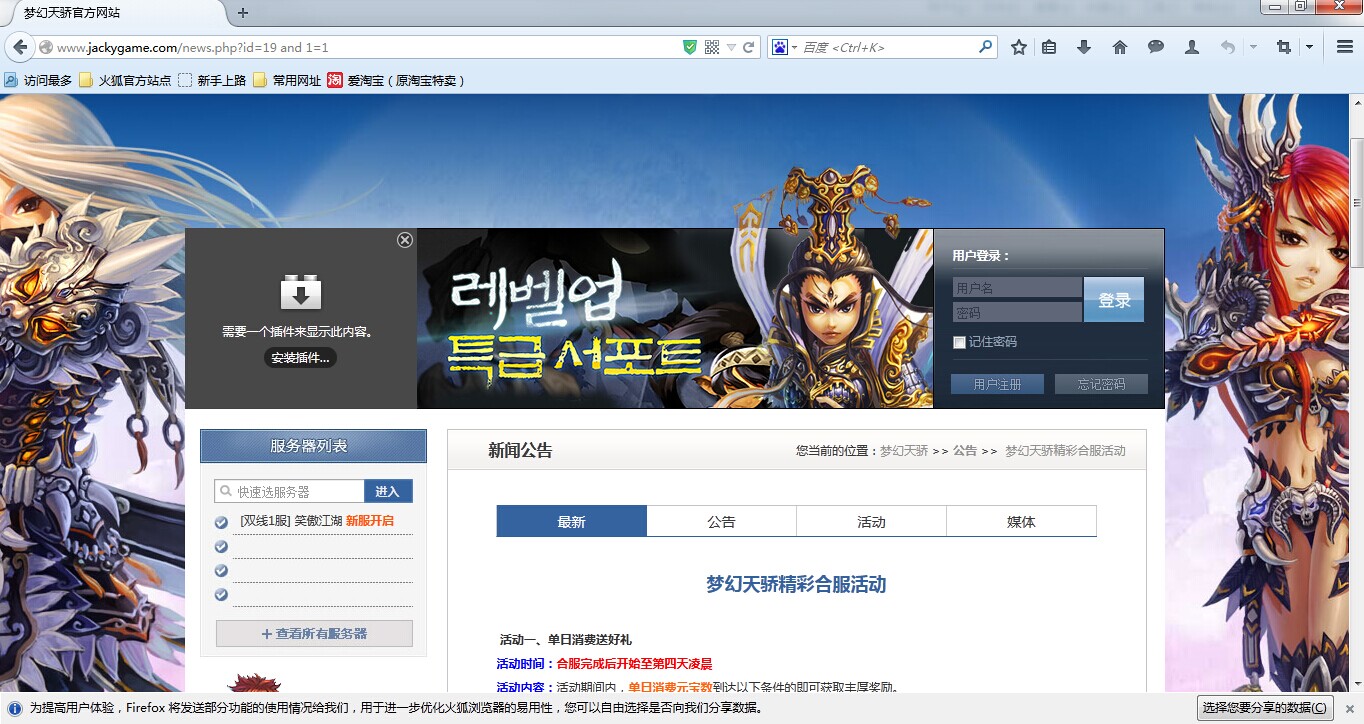 梦幻天骄官方网站
www.jackygame.com/news.php?id=19 and 1=1
百度 <Ctrl+K>
访问最多 火狐官方站点 新手上路 常用网址 淘 爱淘宝（原淘宝特卖）
需要一个插件来显示此内容。
安装插件...
레벨업
특급서포트
用户登录：
用户名
密码
登录
记住密码
用户注册 忘记密码
服务器列表
快速选服务器 进入
[双线1服] 笑傲江湖 新服开启
+ 查看所有服务器
新闻公告 您当前的位置：梦幻天骄 >> 公告 >> 梦幻天骄精彩合服活动
最新 公告 活动 媒体
梦幻天骄精彩合服活动
活动一、单日消费送好礼
活动时间：合服完成后开始至第四天凌晨
活动内容：活动期间内，单日消费元宝数到达以下条件的即可获取丰厚奖励。
为提高用户体验，Firefox 将发送部分功能的使用情况给我们，用于进一步优化火狐浏览器的易用性，您可以自由选择是否向我们分享数据。
选择您要分享的数据(C)